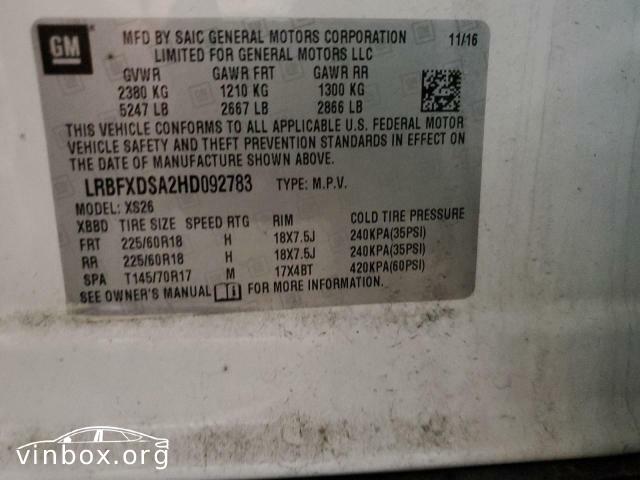 GM
MFD BY SAIC GENERAL MOTORS CORPORATION 11/16
LIMITED FOR GENERAL MOTORS LLC
GVWR GAWR FRT GAWR RR
2380 KG 1210 KG 1300 KG
5247 LB 2667 LB 2866 LB
THIS VEHICLE CONFORMS TO ALL APPLICABLE U.S. FEDERAL MOTOR
VEHICLE SAFETY AND THEFT PREVENTION STANDARDS IN EFFECT ON
THE DATE OF MANUFACTURE SHOWN ABOVE.
LRBFXDSA2HD092783 TYPE: M.P.V.
MODEL: XS26
XBBD TIRE SIZE SPEED RTG RIM COLD TIRE PRESSURE
FRT 225/60R18 H 18X7.5J 240KPA(35PSI)
RR 225/60R18 H 18X7.5J 240KPA(35PSI)
SPA T145/70R17 M 17X4BT 420KPA(60PSI)
SEE OWNER'S MANUAL FOR MORE INFORMATION.
vinbox.org